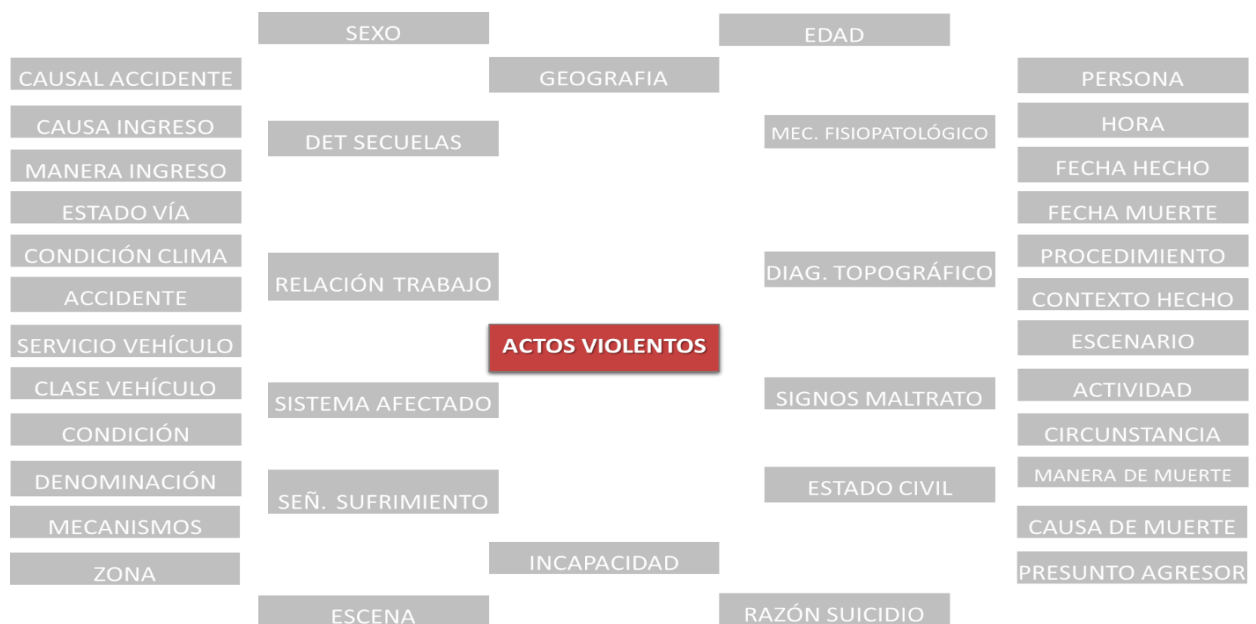 SEXO
EDAD
CAUSAL ACCIDENTE
GEOGRAFIA
PERSONA
CAUSA INGRESO
DET SECUELAS
MEC. FISIOPATOLÓGICO
HORA
MANERA INGRESO
FECHA HECHO
ESTADO VÍA
FECHA MUERTE
CONDICIÓN CLIMA
RELACIÓN TRABAJO
DIAG. TOPOGRÁFICO
PROCEDIMIENTO
ACCIDENTE
CONTEXTO HECHO
SERVICIO VEHÍCULO
ACTOS VIOLENTOS
ESCENARIO
CLASE VEHÍCULO
SISTEMA AFECTADO
SIGNOS MALTRATO
ACTIVIDAD
CONDICIÓN
CIRCUNSTANCIA
DENOMINACIÓN
SEÑ. SUFRIMIENTO
ESTADO CIVIL
MANERA DE MUERTE
MECANISMOS
CAUSA DE MUERTE
ZONA
INCAPACIDAD
PRESUNTO AGRESOR
ESCENA
RAZÓN SUICIDIO